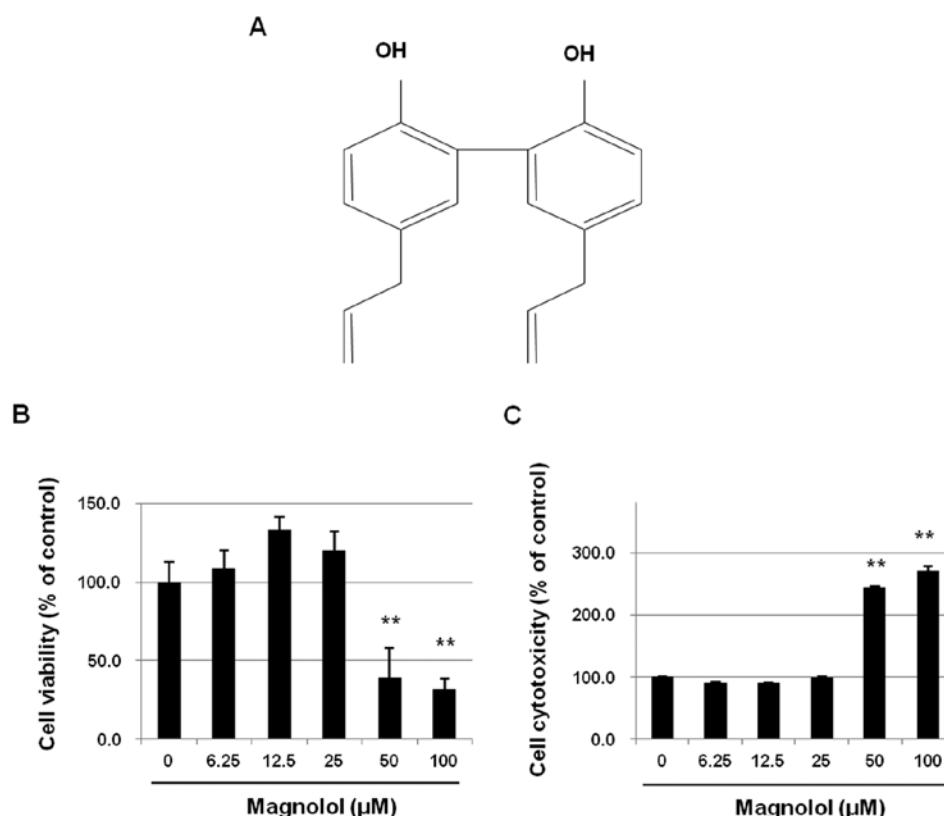 A
OH OH
B
Cell viability (% of control)
150.0
100.0
50.0
0.0
** **
0 6.25 12.5 25 50 100
Magnolol (µM)
C
Cell cytotoxicity (% of control)
300.0
200.0
100.0
0.0
** **
0 6.25 12.5 25 50 100
Magnolol (µM)